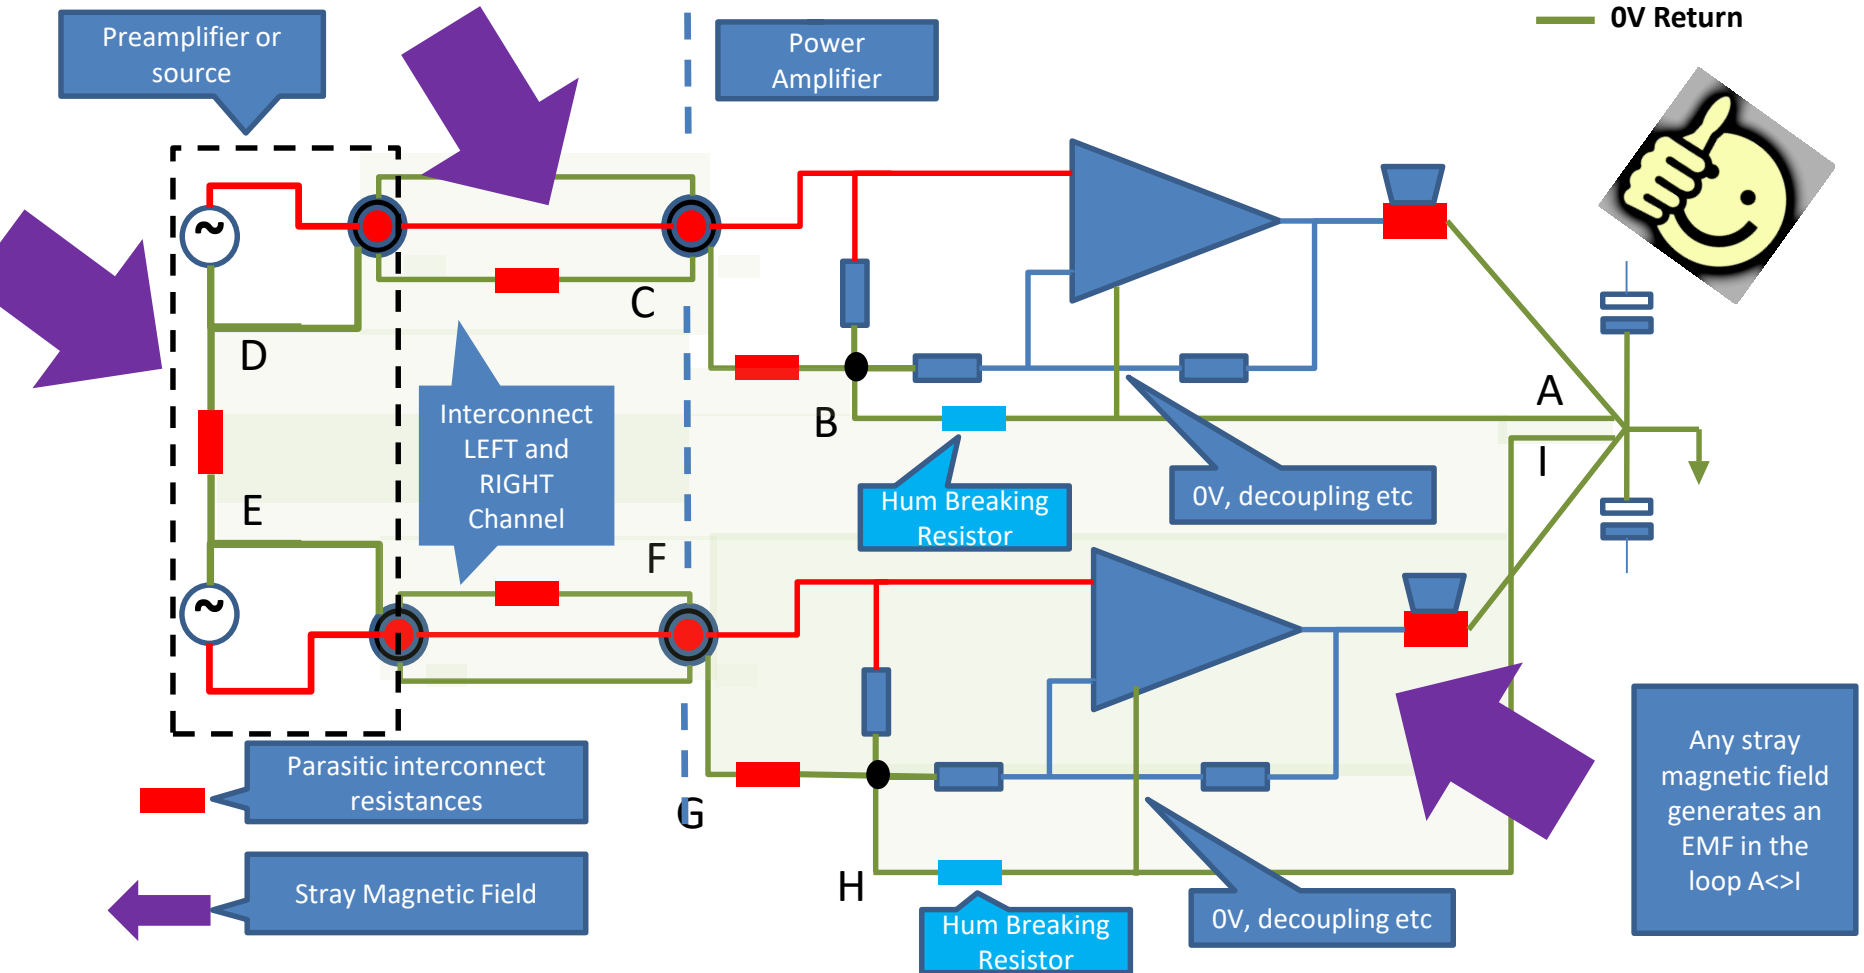 0V Return
Preamplifier or
source
Power
Amplifier
~
C
D
Interconnect
LEFT and
RIGHT
Channel
A
B
I
Hum Breaking
Resistor
0V, decoupling etc
E
F
~
Parasitic interconnect
resistances
G
Any stray
magnetic field
generates an
EMF in the
loop A<>I
Stray Magnetic Field
H
Hum Breaking
Resistor
0V, decoupling etc